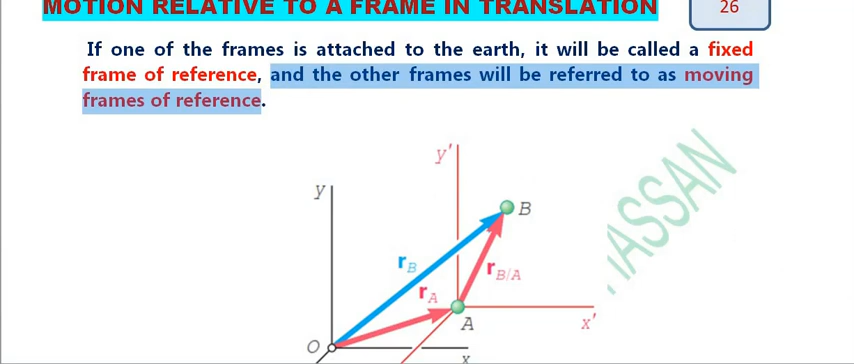 MOTION RELATIVE TO A FRAME IN TRANSLATION
26
If one of the frames is attached to the earth, it will be called a fixed
frame of reference, and the other frames will be referred to as moving
frames of reference.
y'
y
B
r_B
r_B/A
r_A
A
x'
O
x